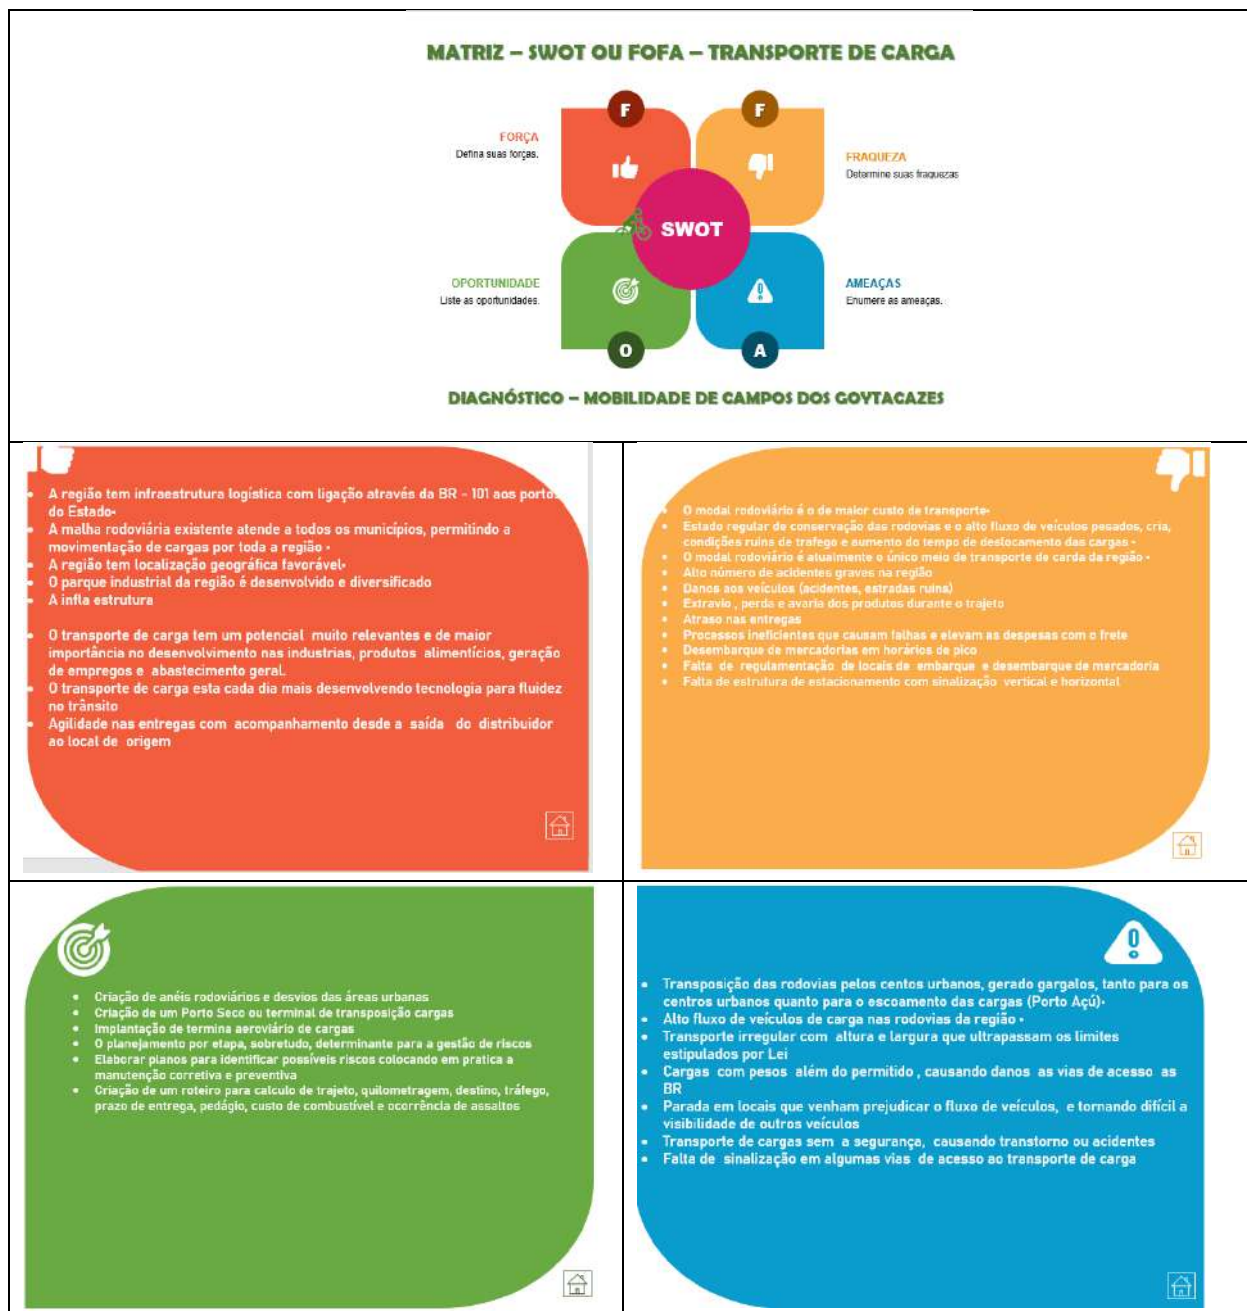 MATRIZ – SWOT OU FOFA – TRANSPORTE DE CARGA
F
F
FORÇA
Defina suas forças.
FRAQUEZA
Determine suas fraquezas
SWOT
OPORTUNIDADE
Liste as oportunidades.
AMEAÇAS
Enumere as ameaças.
O
A
DIAGNÓSTICO – MOBILIDADE DE CAMPOS DOS GOYTACAZES
• A região tem infraestrutura logística com ligação através da BR - 101 aos portos
do Estado•
• A malha rodoviária existente atende a todos os municípios, permitindo a
movimentação de cargas por toda a região •
• A região tem localização geográfica favorável•
• O parque industrial da região é desenvolvido e diversificado
• A infla estrutura
• O transporte de carga tem um potencial muito relevantes e de maior
importância no desenvolvimento nas industrias, produtos alimentícios, geração
de empregos e abastecimento geral.
• O transporte de carga esta cada dia mais desenvolvendo tecnologia para fluidez
no trânsito
• Agilidade nas entregas com acompanhamento desde a saída do distribuidor
ao local de origem
• O modal rodoviário é o de maior custo de transporte•
• Estado regular de conservação das rodovias e o alto fluxo de veículos pesados, cria,
condições ruins de trafego e aumento do tempo de deslocamento das cargas •
• O modal rodoviário é atualmente o único meio de transporte de carda da região •
• Alto número de acidentes graves na região
• Danos aos veículos (acidentes, estradas ruins)
• Extravio , perda e avaria dos produtos durante o trajeto
• Atraso nas entregas
• Processos ineficientes que causam falhas e elevam as despesas com o frete
• Desembarque de mercadorias em horários de pico
• Falta de regulamentação de locais de embarque e desembarque de mercadoria
• Falta de estrutura de estacionamento com sinalização vertical e horizontal
• Criação de anéis rodoviários e desvios das áreas urbanas
• Criação de um Porto Seco ou terminal de transposição cargas
• Implantação de termina aeroviário de cargas
• O planejamento por etapa, sobretudo, determinante para a gestão de riscos
• Elaborar planos para identificar possíveis riscos colocando em pratica a
manutenção corretiva e preventiva
• Criação de um roteiro para calculo de trajeto, quilometragem, destino, tráfego,
prazo de entrega, pedágio, custo de combustível e ocorrência de assaltos
• Transposição das rodovias pelos centos urbanos, gerado gargalos, tanto para os
centros urbanos quanto para o escoamento das cargas (Porto Açú)•
• Alto fluxo de veículos de carga nas rodovias da região •
• Transporte irregular com altura e largura que ultrapassam os limites
estipulados por Lei
• Cargas com pesos além do permitido , causando danos as vias de acesso as
BR
• Parada em locais que venham prejudicar o fluxo de veículos, e tornando difícil a
visibilidade de outros veículos
• Transporte de cargas sem a segurança, causando transtorno ou acidentes
• Falta de sinalização em algumas vias de acesso ao transporte de carga